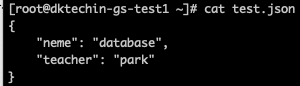 [root@dktechin-gs-test1 ~]# cat test.json
{
    "neme": "database",
    "teacher": "park"
}